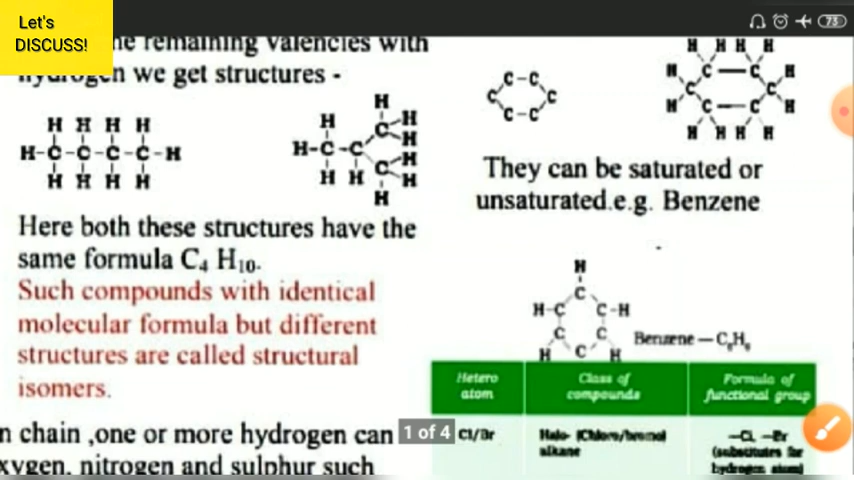 Let's
DISCUSS!
73
he remaining valencies with
hydrogen we get structures -
H H H H
H-C-C-C-C-H
H H H H
H
H
H-C-C
C-H
H
H
C-H
H H
H
Here both these structures have the
same formula C₄ H₁₀.
Such compounds with identical
molecular formula but different
structures are called structural
isomers.
n chain ,one or more hydrogen can
xygen, nitrogen and sulphur such
C-C
C C
C-C
H H H H
H C — C H
C C
H C — C H
H H H H
They can be saturated or
unsaturated.e.g. Benzene
H
C
H-C C-H
C C
H C H
Benzene — C₆H₆
Hetero atom
Class of compounds
Formula of functional group
1 of 4
Cl/Br
Halo- (Chloro/bromo) alkane
—Cl, —Br
(substitutes for
hydrogen atom)